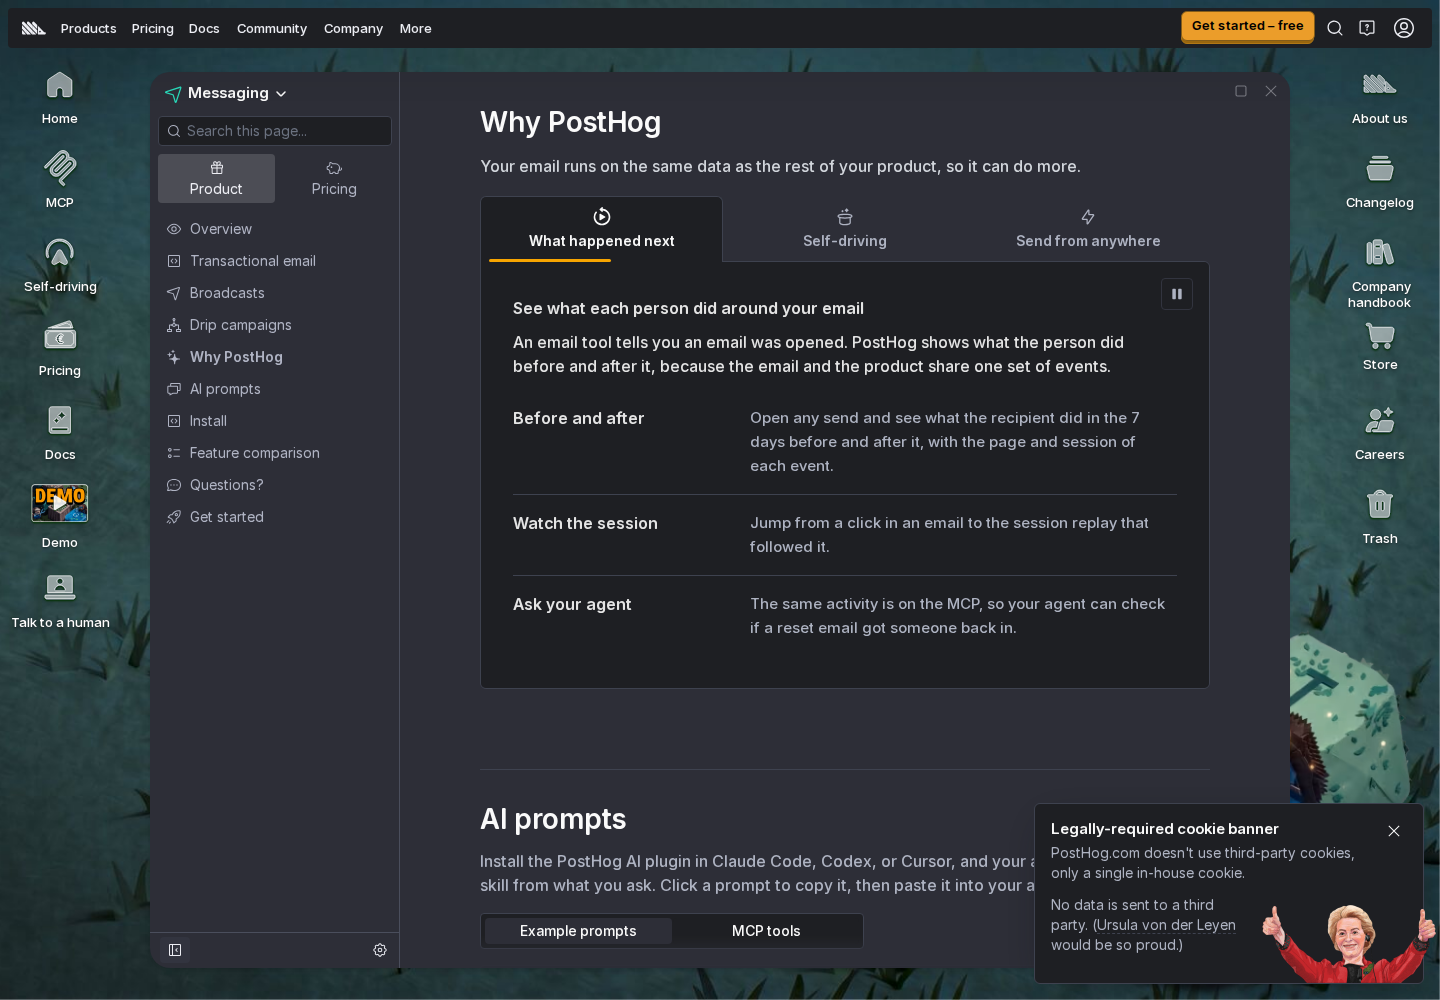 Products
Pricing
Docs
Community
Company
More
Get started – free
Home
MCP
Self-driving
Pricing
Docs
DEMO
Demo
Talk to a human
Messaging
Search this page...
Product
Pricing
Overview
Transactional email
Broadcasts
Drip campaigns
Why PostHog
AI prompts
Install
Feature comparison
Questions?
Get started
Why PostHog
Your email runs on the same data as the rest of your product, so it can do more.
What happened next
Self-driving
Send from anywhere
See what each person did around your email
An email tool tells you an email was opened. PostHog shows what the person did
before and after it, because the email and the product share one set of events.
Before and after
Open any send and see what the recipient did in the 7
days before and after it, with the page and session of
each event.
Watch the session
Jump from a click in an email to the session replay that
followed it.
Ask your agent
The same activity is on the MCP, so your agent can check
if a reset email got someone back in.
AI prompts
Install the PostHog AI plugin in Claude Code, Codex, or Cursor, and your
skill from what you ask. Click a prompt to copy it, then paste it into your
Example prompts
MCP tools
About us
Changelog
Company
handbook
Store
Careers
Trash
Legally-required cookie banner
PostHog.com doesn't use third-party cookies,
only a single in-house cookie.
No data is sent to a third
party. (Ursula von der Leyen
would be so proud.)